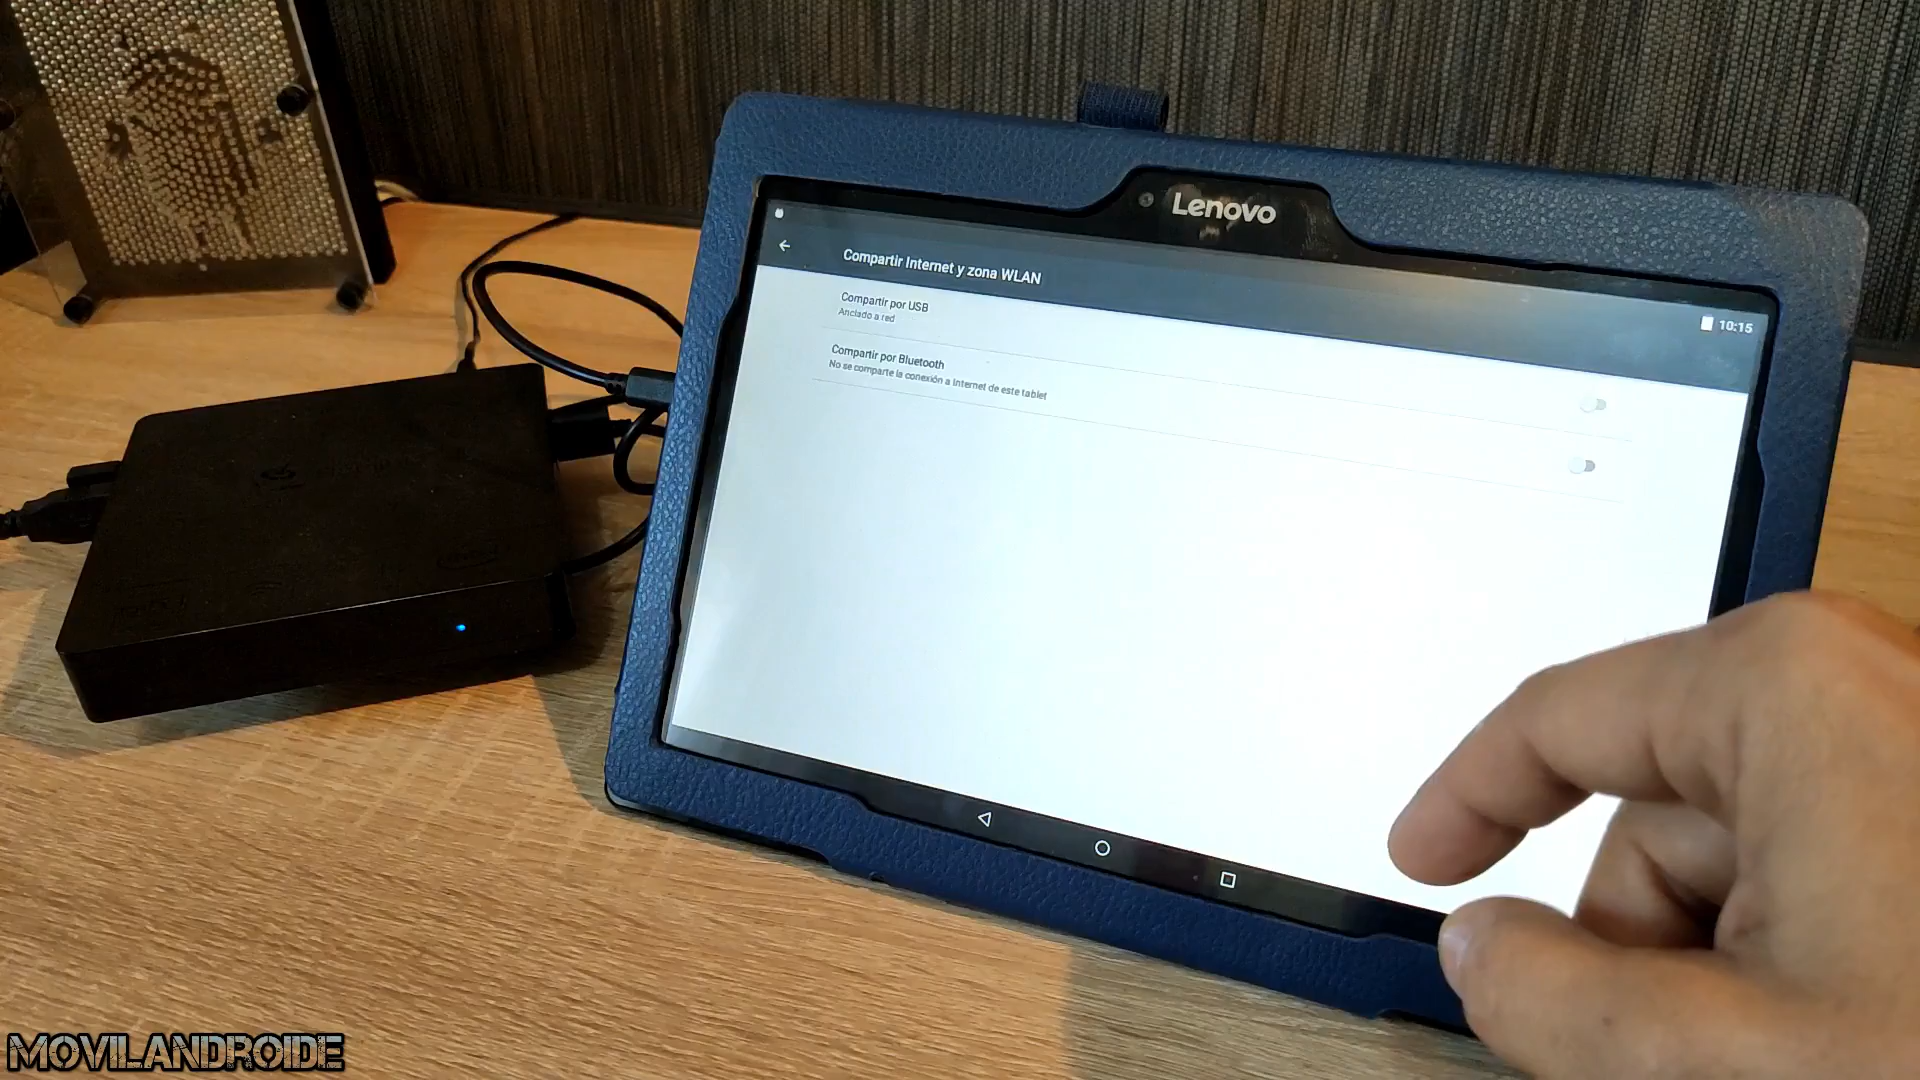 Lenovo
Compartir Internet y zona WLAN
10:15
Compartir por USB
Anclado a red
Compartir por Bluetooth
No se comparte la conexión a Internet de este tablet
MOVILANDROIDE